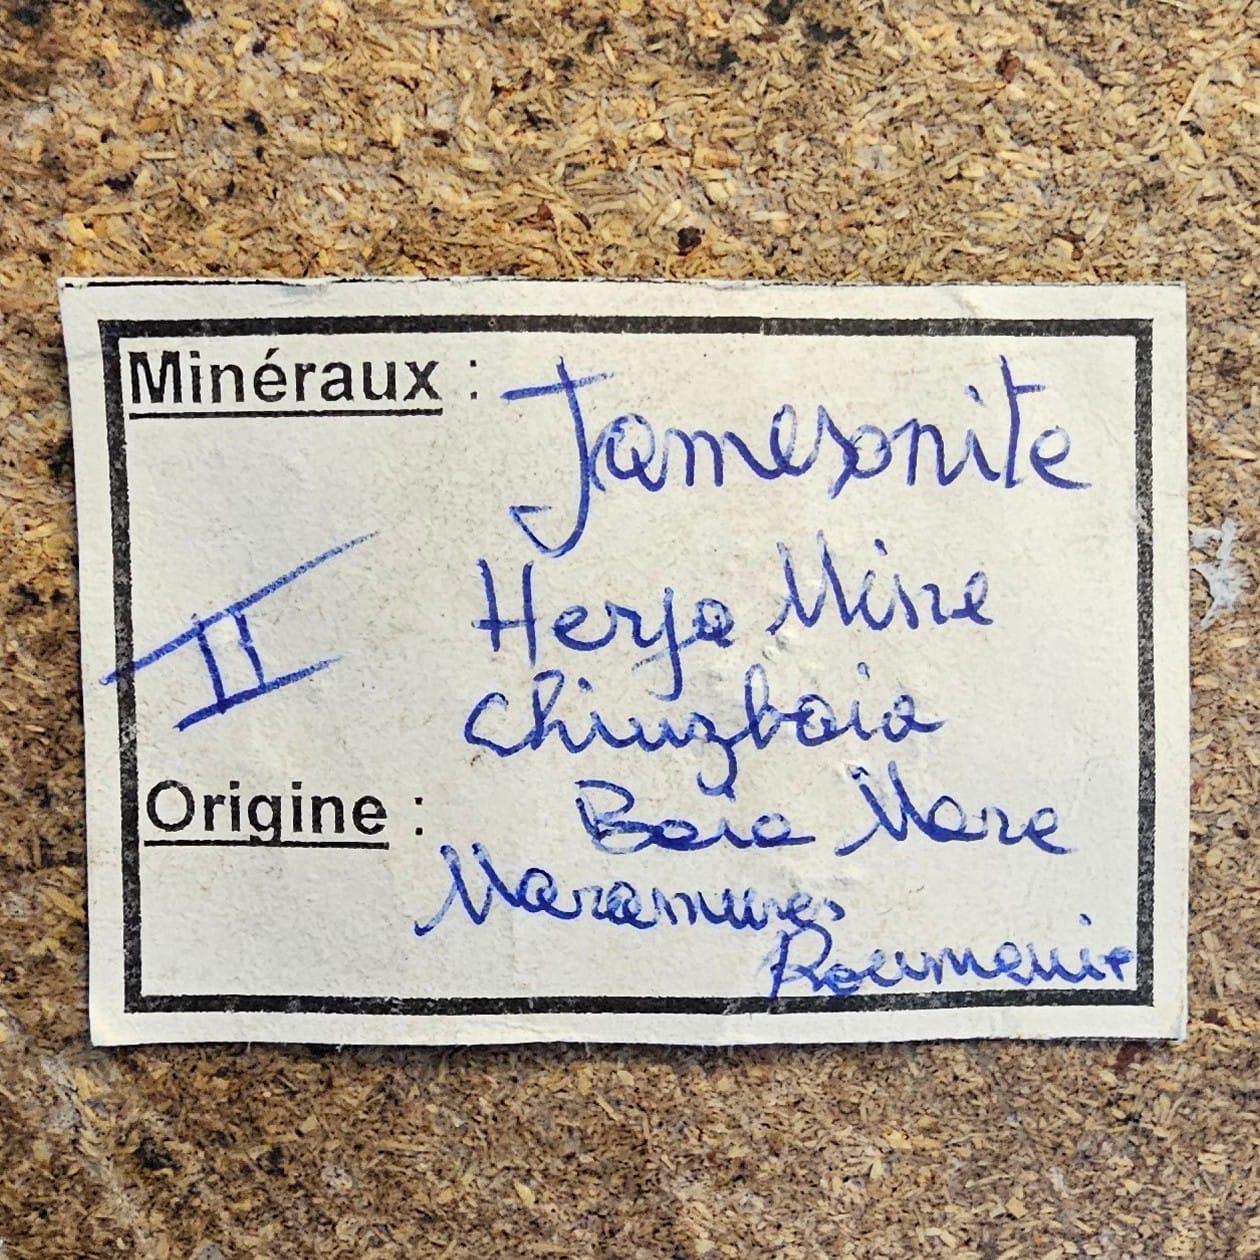 Minéraux : Jamesonite
Herja Mine
II
Chiuzbaia
Origine : Baia Mare
Maramures
Roumanie